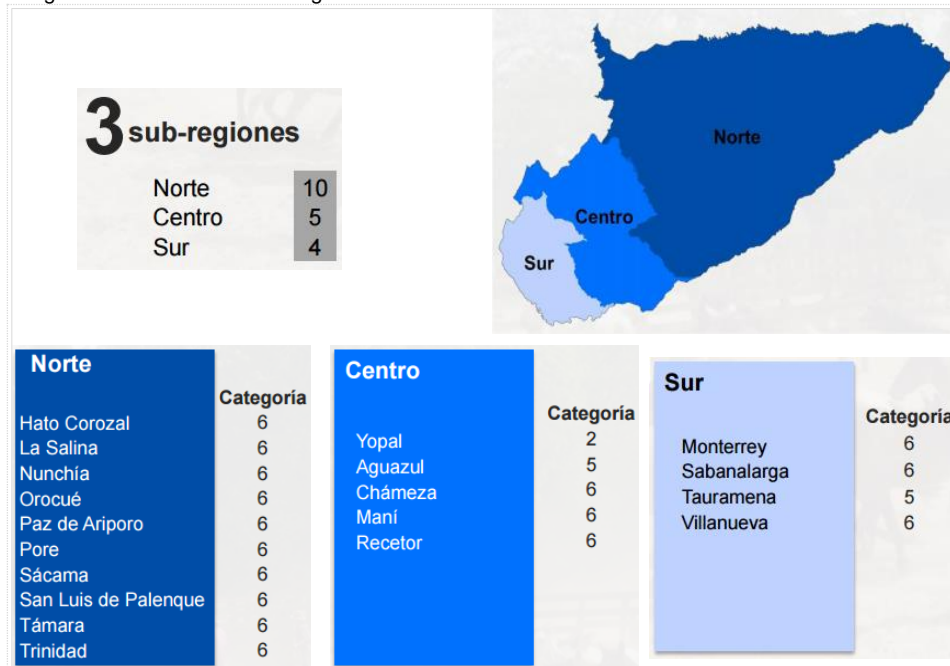 3 sub-regiones
Norte 10
Centro 5
Sur 4
Norte
Centro
Sur
Norte
Categoría
Hato Corozal 6
La Salina 6
Nunchía 6
Orocué 6
Paz de Ariporo 6
Pore 6
Sácama 6
San Luis de Palenque 6
Támara 6
Trinidad 6
Centro
Categoría
Yopal 2
Aguazul 5
Chámeza 6
Maní 6
Recetor 6
Sur
Categoría
Monterrey 6
Sabanalarga 6
Tauramena 5
Villanueva 6